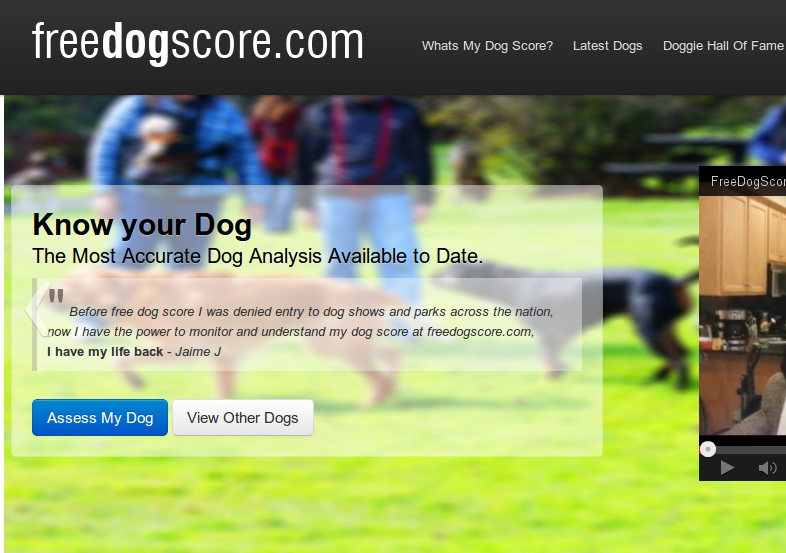 freedogscore.com
Whats My Dog Score? Latest Dogs Doggie Hall Of Fame
FreeDogScor
Know your Dog
The Most Accurate Dog Analysis Available to Date.
" Before free dog score I was denied entry to dog shows and parks across the nation,
now I have the power to monitor and understand my dog score at freedogscore.com,
I have my life back - Jaime J
Assess My Dog View Other Dogs